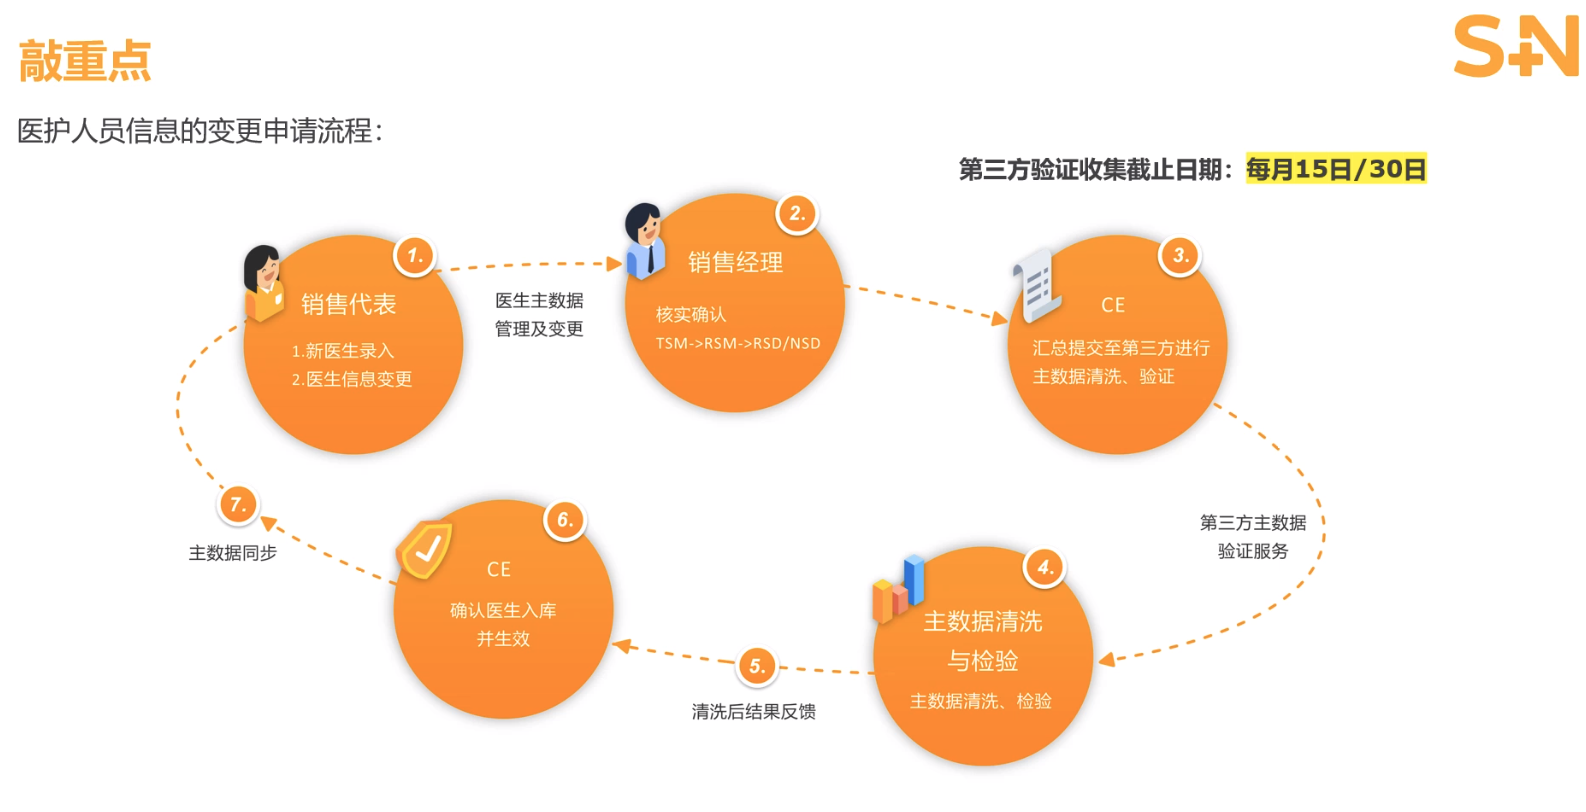 敲重点
S+N
医护人员信息的变更申请流程：
第三方验证收集截止日期：每月15日/30日
1.
销售代表
1.新医生录入
2.医生信息变更
医生主数据
管理及变更
2.
销售经理
核实确认
TSM->RSM->RSD/NSD
3.
CE
汇总提交至第三方进行
主数据清洗、验证
第三方主数据
验证服务
4.
主数据清洗
与检验
主数据清洗、检验
5.
清洗后结果反馈
6.
CE
确认医生入库
并生效
7.
主数据同步